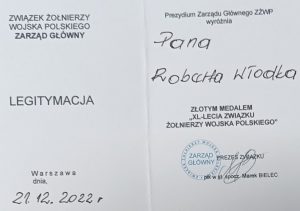 ZWIĄZEK ŻOŁNIERZY
WOJSKA POLSKIEGO
ZARZĄD GŁÓWNY
LEGITYMACJA
Warszawa
dnia,
21.12.2022 r
Prezydium Zarządu Głównego ZŻWP
wyróżnia
Pana
Roberta Włodka
ZŁOTYM MEDALEM
„XL-LECIA ZWIĄZKU
ŻOŁNIERZY WOJSKA POLSKIEGO"
ZARZĄD
GŁÓWNY
PREZES ZWIĄZKU
płk w st. spocz. Marek BIELEC